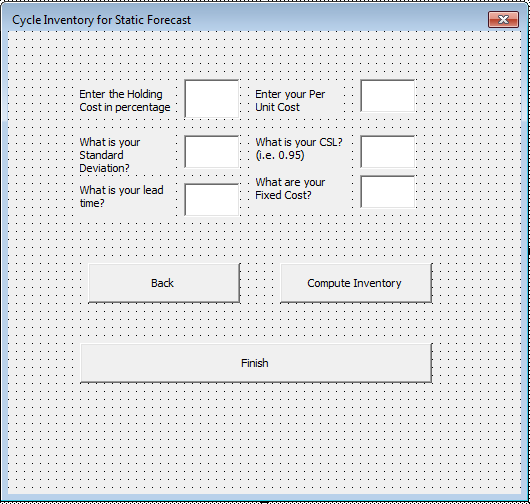 Cycle Inventory for Static Forecast
Enter the Holding
Cost in percentage
Enter your Per
Unit Cost
What is your
Standard
Deviation?
What is your CSL?
(i.e. 0.95)
What is your lead
time?
What are your
Fixed Cost?
Back
Compute Inventory
Finish